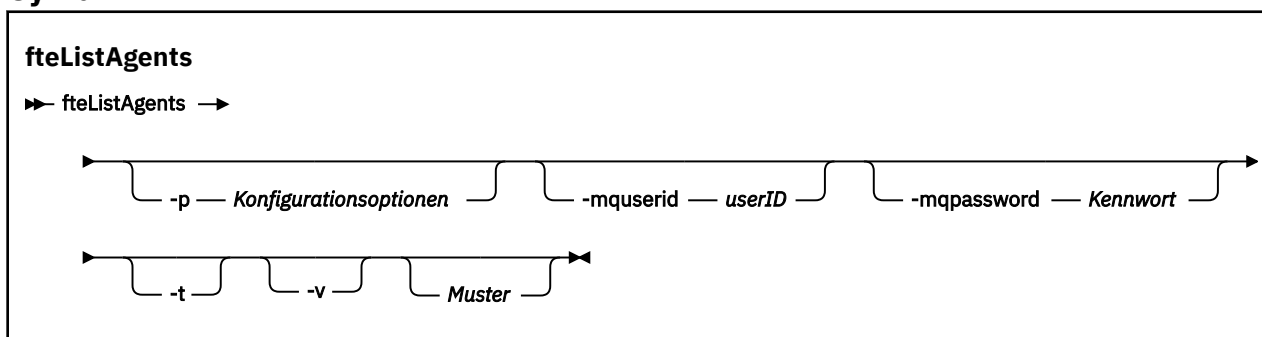 fteListAgents
fteListAgents
-p Konfigurationsoptionen -mquserid userID -mqpassword Kennwort
-t -v Muster